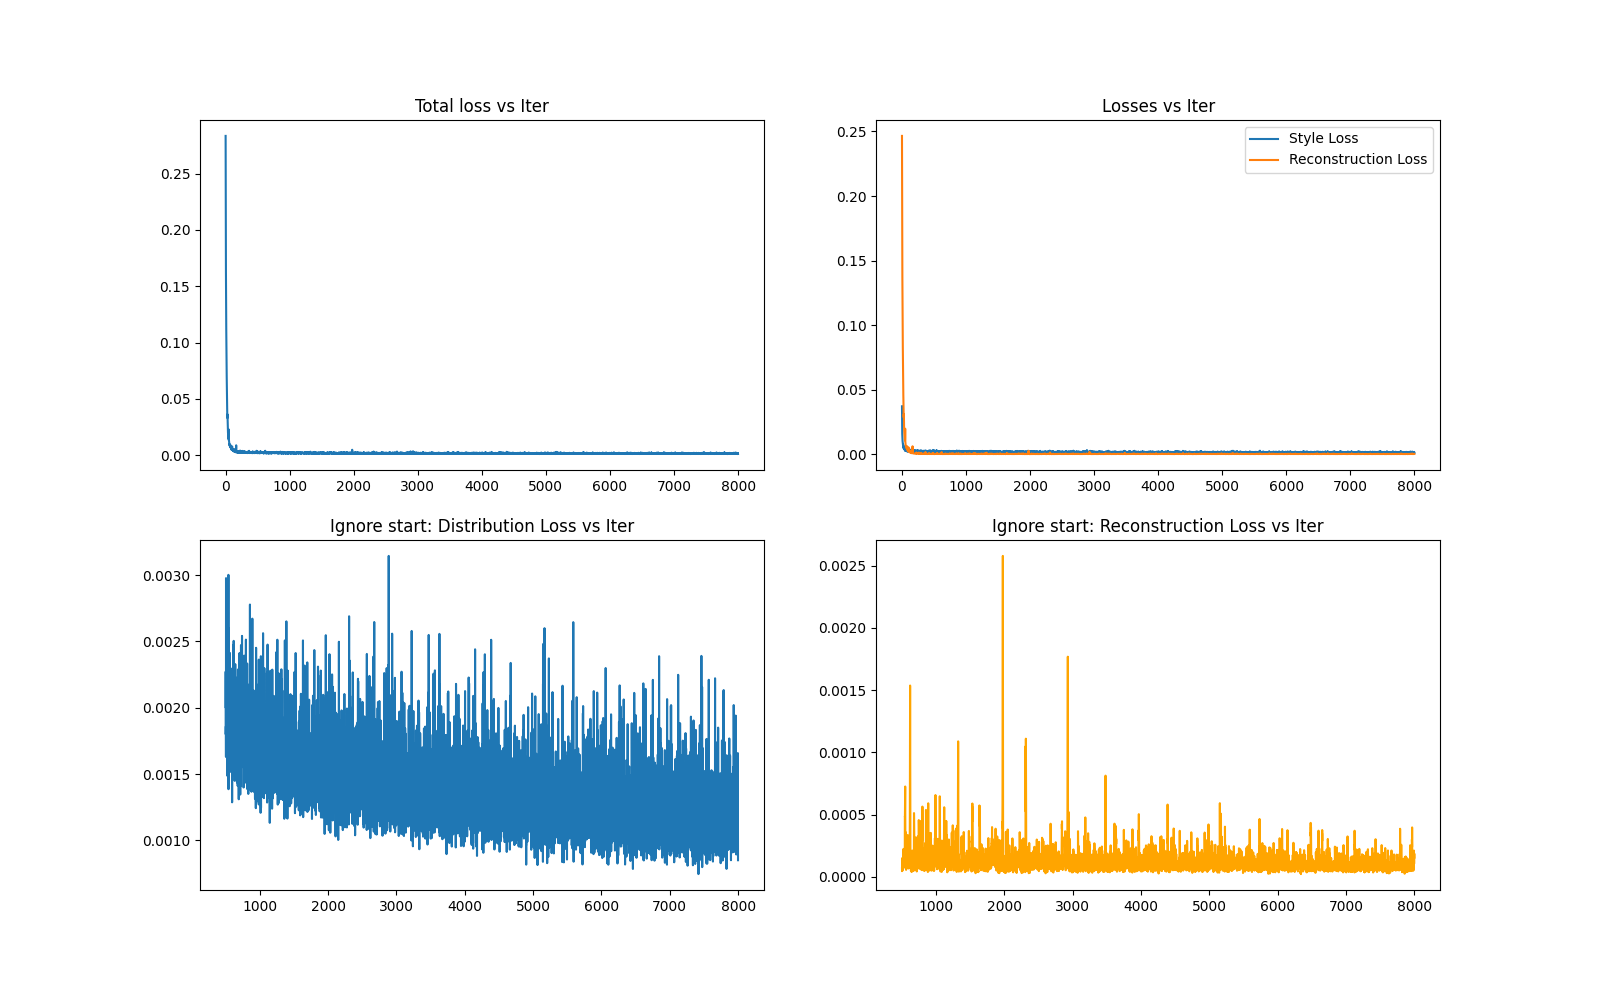 Total loss vs Iter
0.25
0.20
0.15
0.10
0.05
0.00
0 1000 2000 3000 4000 5000 6000 7000 8000
Losses vs Iter
Style Loss
Reconstruction Loss
0.25
0.20
0.15
0.10
0.05
0.00
0 1000 2000 3000 4000 5000 6000 7000 8000
Ignore start: Distribution Loss vs Iter
0.0030
0.0025
0.0020
0.0015
0.0010
1000 2000 3000 4000 5000 6000 7000 8000
Ignore start: Reconstruction Loss vs Iter
0.0025
0.0020
0.0015
0.0010
0.0005
0.0000
1000 2000 3000 4000 5000 6000 7000 8000